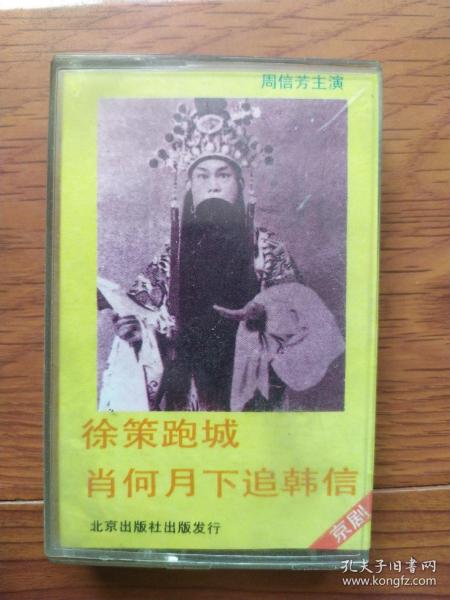 周信芳主演
徐策跑城
肖何月下追韩信
京剧
北京出版社出版发行
孔夫子旧书网
www.kongfz.com